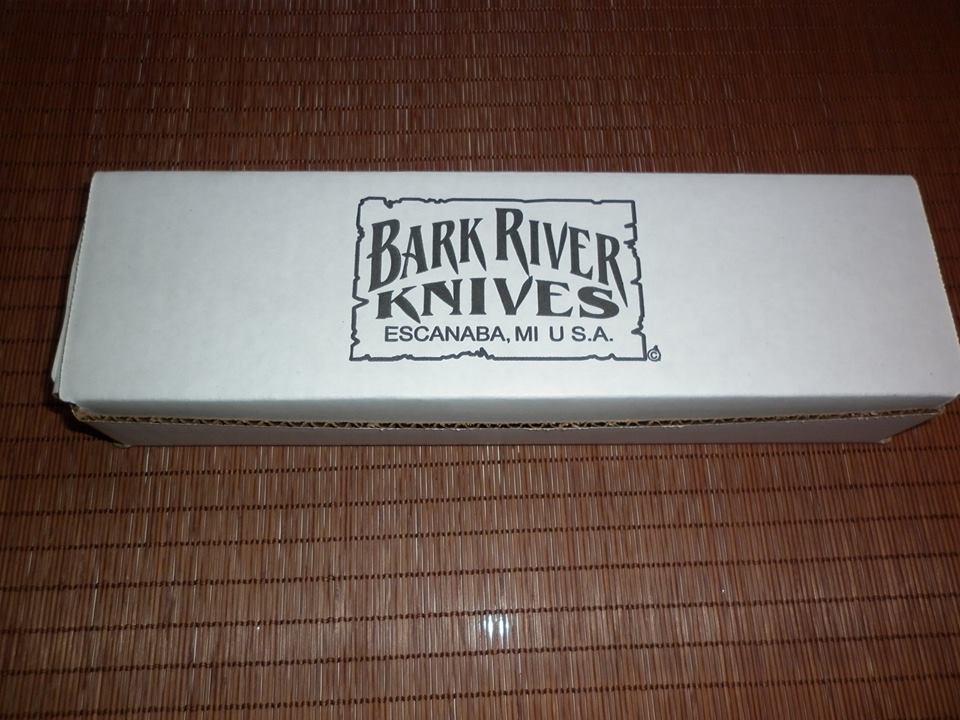 BARK RIVER
KNIVES
ESCANABA, MI U S.A.
©